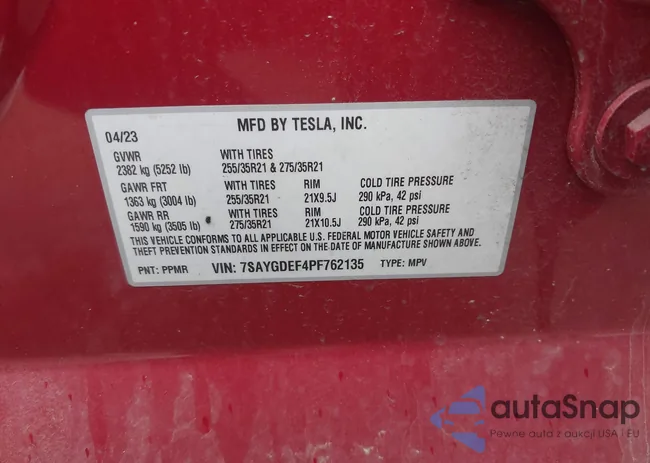 MFD BY TESLA, INC.
04/23
GVWR WITH TIRES
2382 kg (5252 lb) 255/35R21 & 275/35R21
GAWR FRT WITH TIRES RIM COLD TIRE PRESSURE
1363 kg (3004 lb) 255/35R21 21X9.5J 290 kPa, 42 psi
GAWR RR WITH TIRES RIM COLD TIRE PRESSURE
1590 kg (3505 lb) 275/35R21 21X10.5J 290 kPa, 42 psi
THIS VEHICLE CONFORMS TO ALL APPLICABLE U.S. FEDERAL MOTOR VEHICLE SAFETY AND
THEFT PREVENTION STANDARDS IN EFFECT ON THE DATE OF MANUFACTURE SHOWN ABOVE.
PNT: PPMR VIN: 7SAYGDEF4PF762135 TYPE: MPV
autaSnap
Pewne auta z aukcji USA i EU